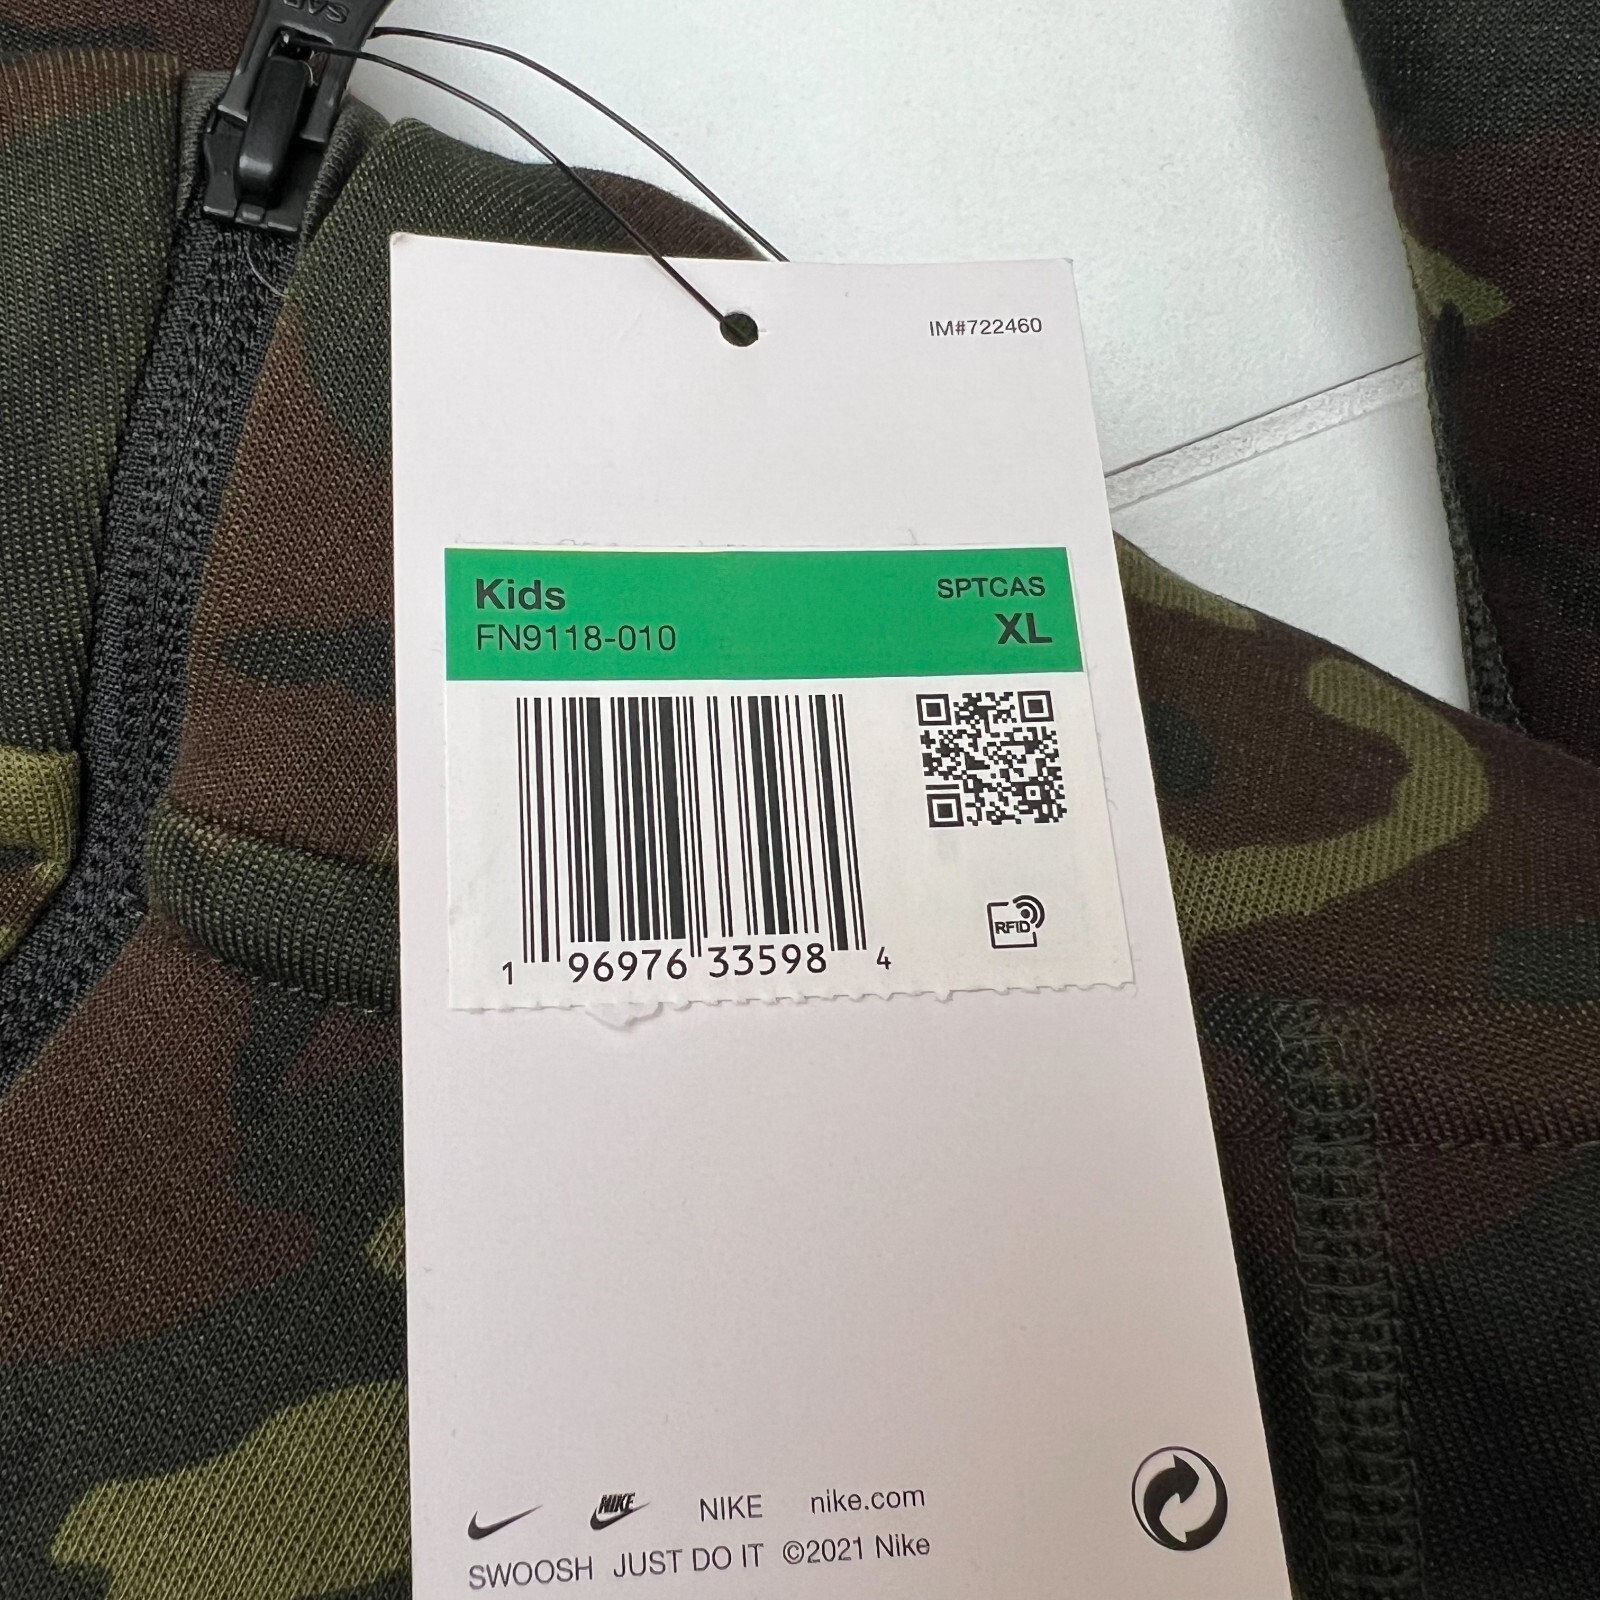 IM#722460
Kids SPTCAS
FN9118-010 XL
RFID
1 96976 33598 4
NIKE NIKE nike.com
SWOOSH JUST DO IT ©2021 Nike